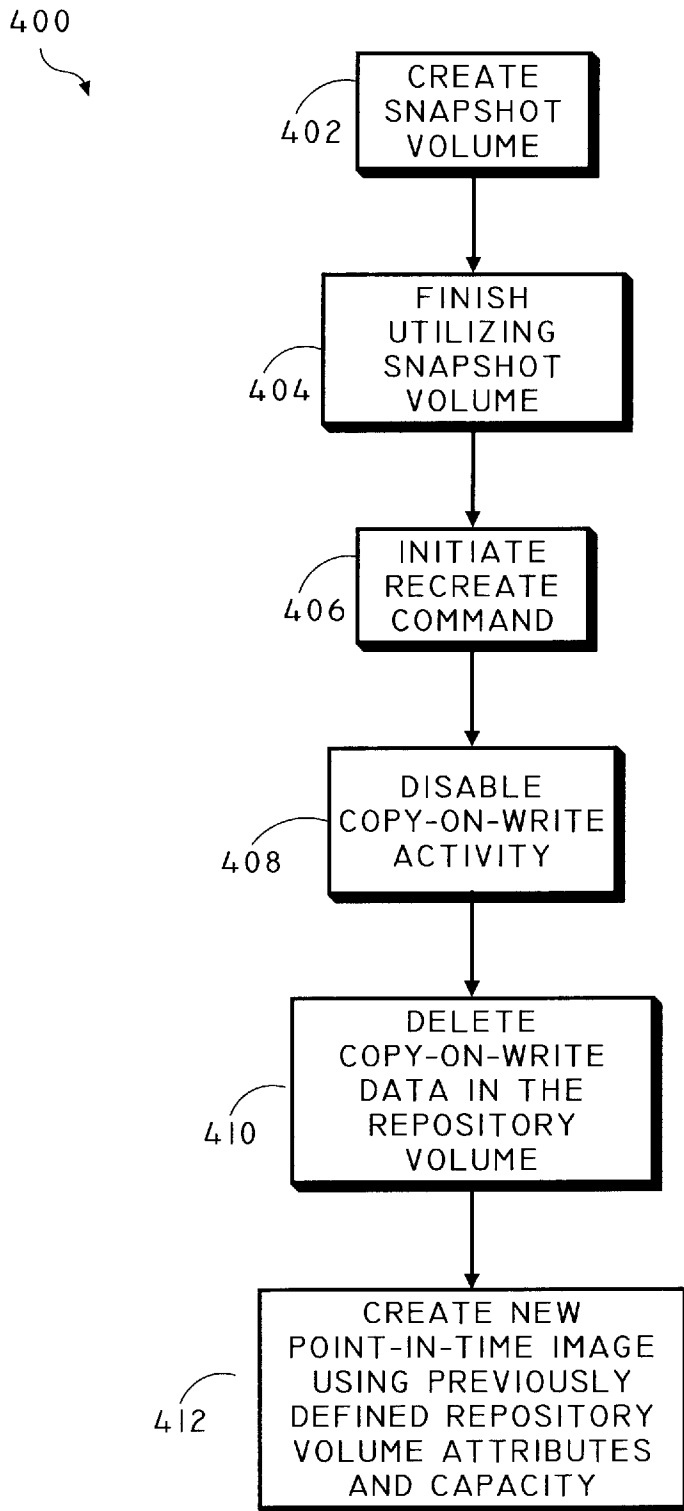 400
CREATE
SNAPSHOT
VOLUME
402
FINISH
UTILIZING
SNAPSHOT
VOLUME
404
INITIATE
RECREATE
COMMAND
406
DISABLE
COPY-ON-WRITE
ACTIVITY
408
DELETE
COPY-ON-WRITE
DATA IN THE
REPOSITORY
VOLUME
410
CREATE NEW
POINT-IN-TIME IMAGE
USING PREVIOUSLY
DEFINED REPOSITORY
VOLUME ATTRIBUTES
AND CAPACITY
412